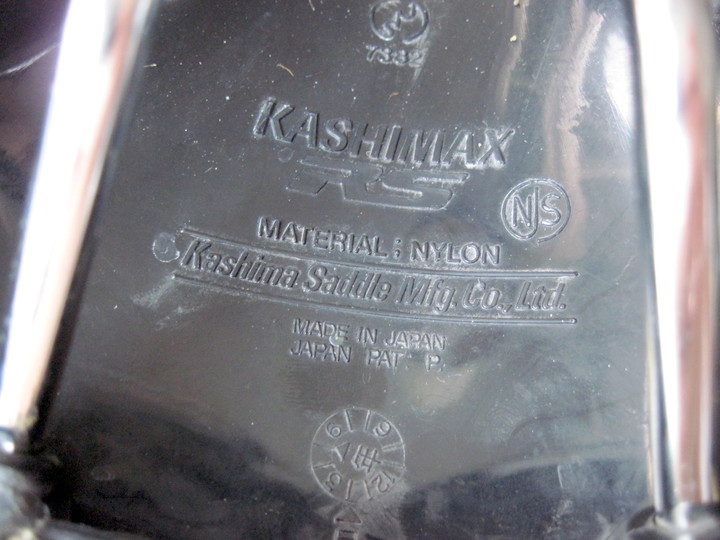 7332
KASHIMAX
RS
NJS
MATERIAL; NYLON
Kashima Saddle Mfg. Co., Ltd.
MADE IN JAPAN
JAPAN PAT P.